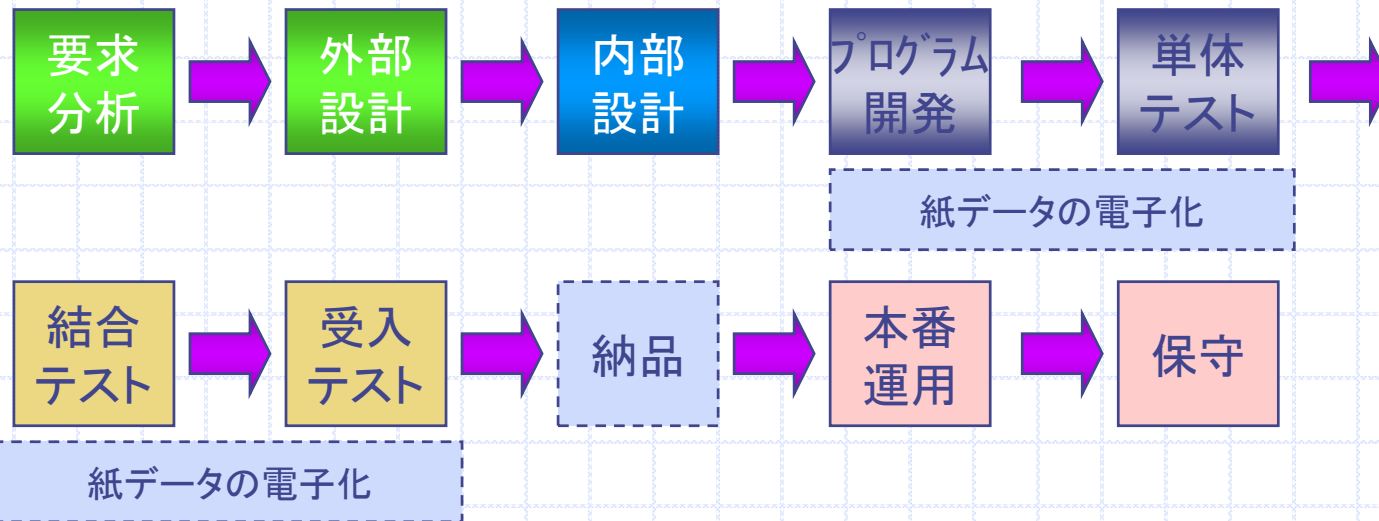 要求
分析
外部
設計
内部
設計
プログラム
開発
単体
テスト
紙データの電子化
結合
テスト
受入
テスト
納品
本番
運用
保守
紙データの電子化